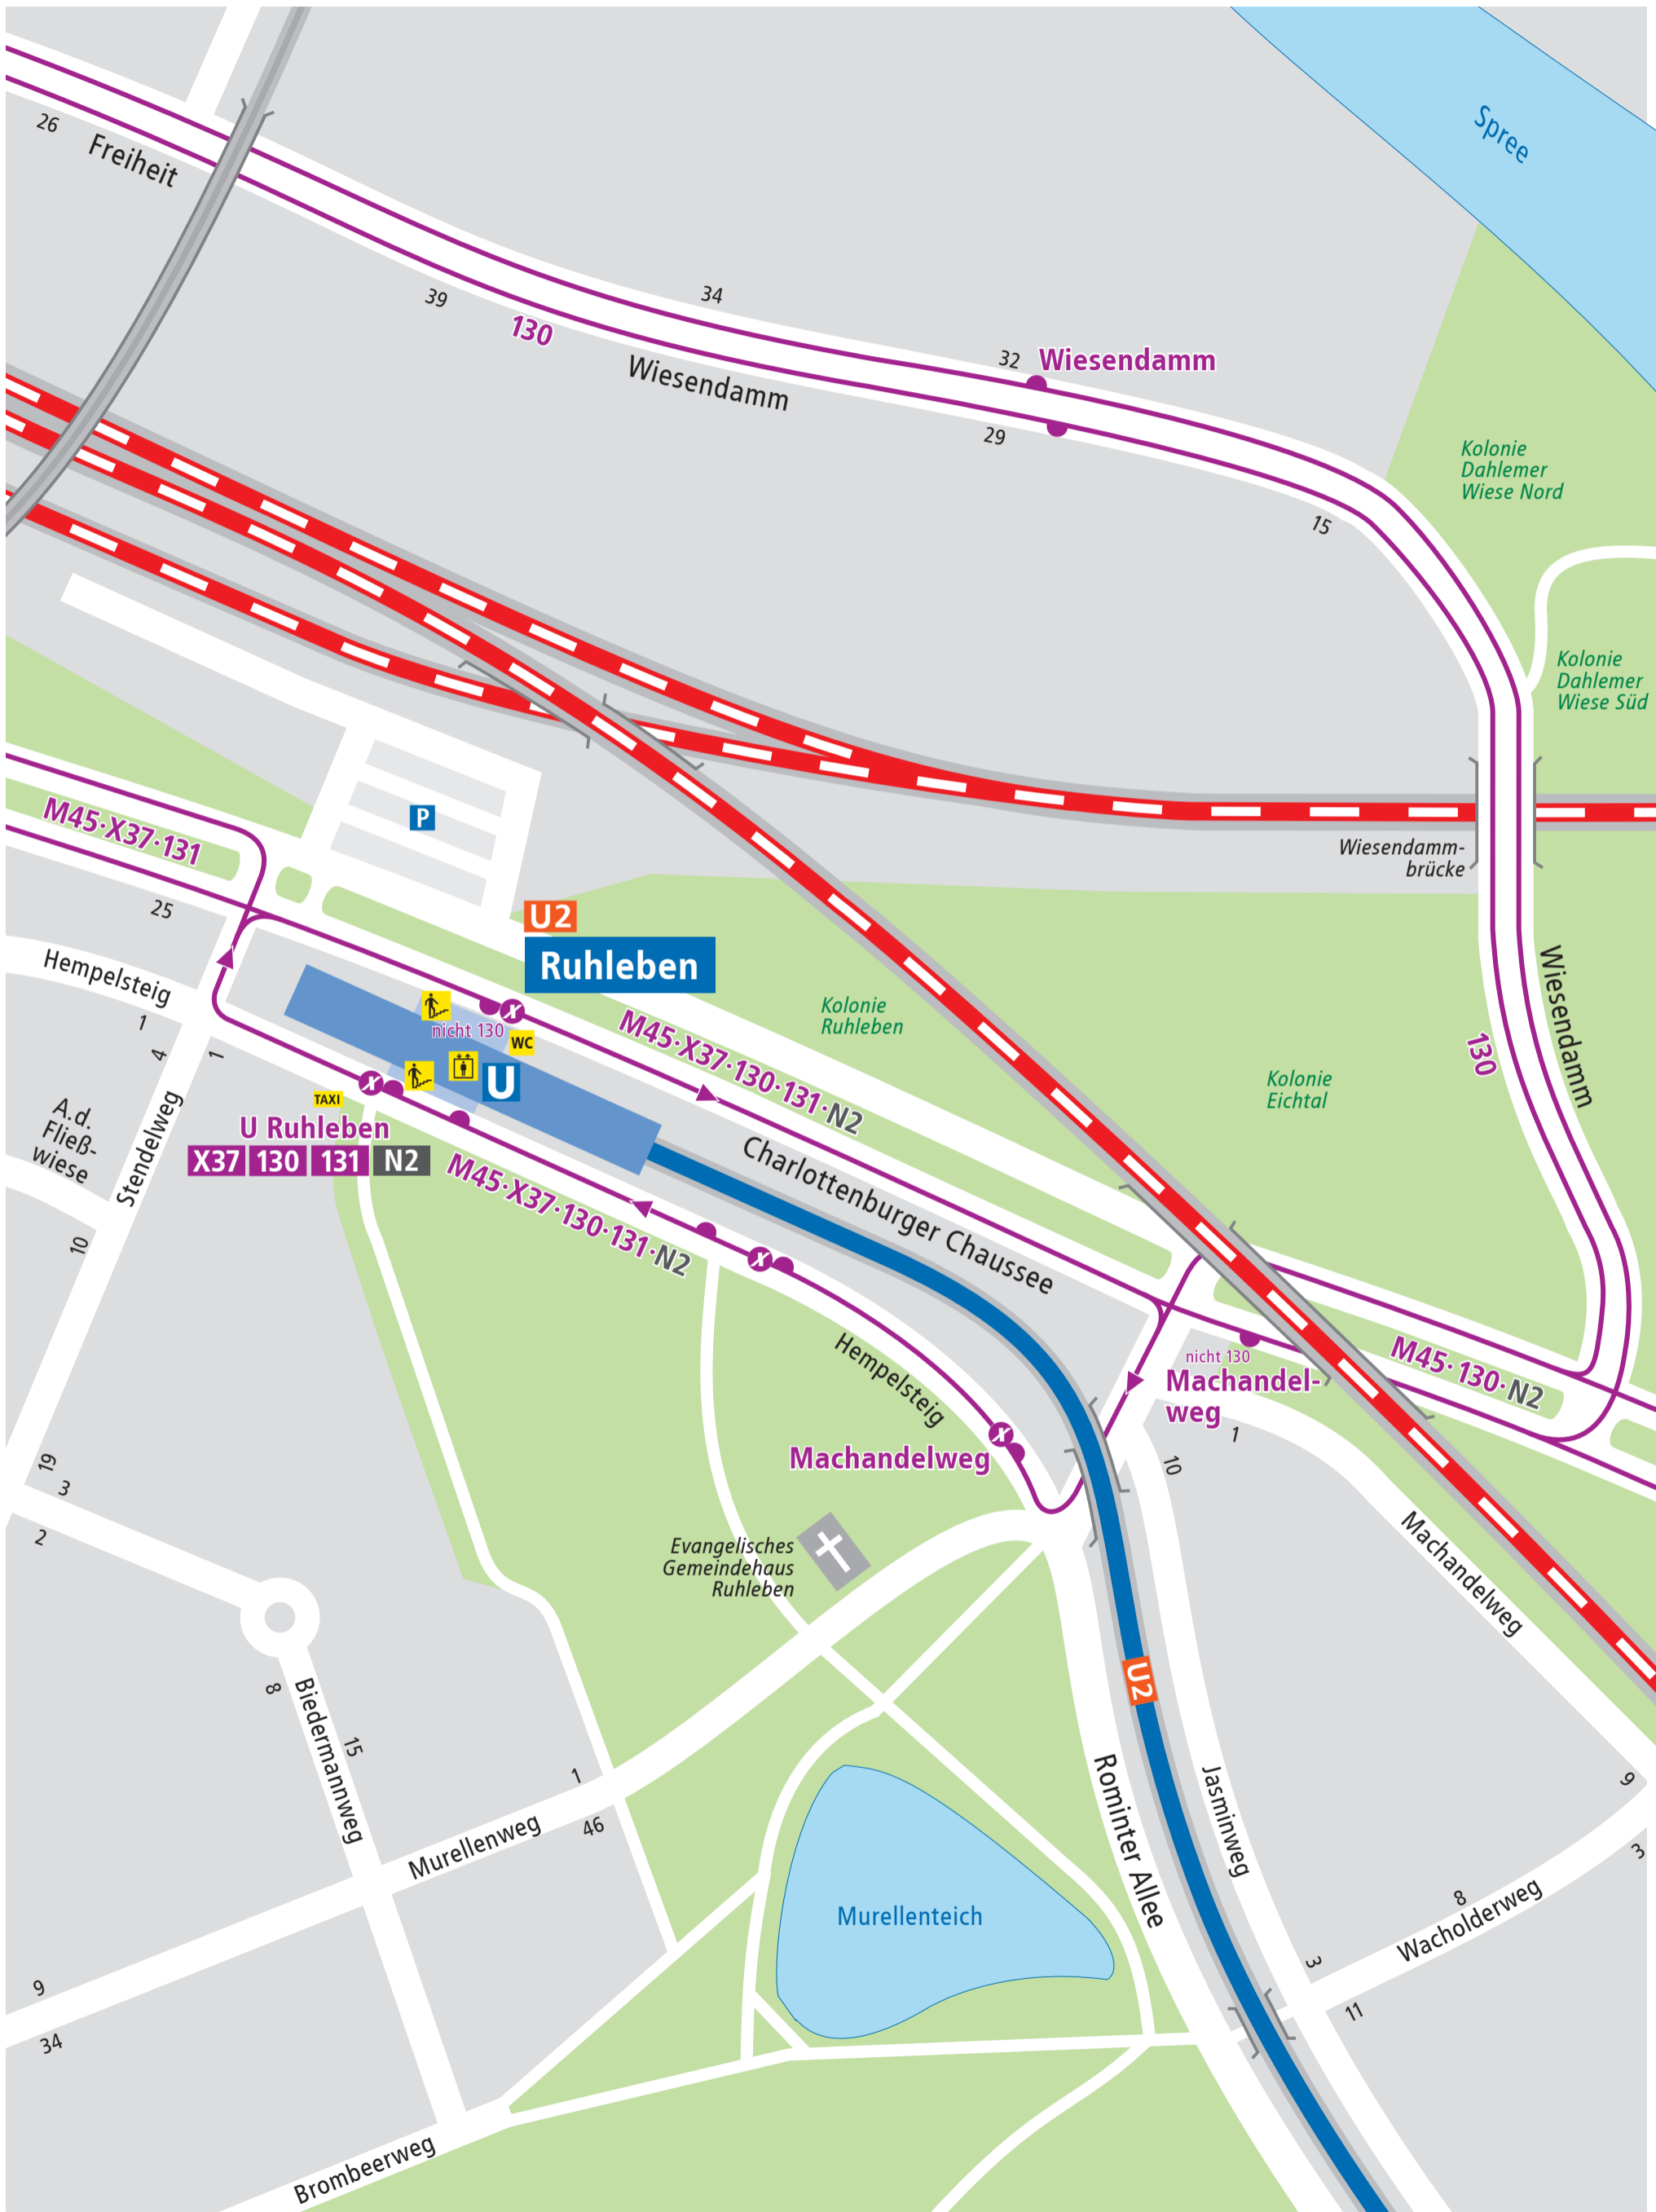 Spree
26
Freiheit
39
34
130
Wiesendamm
32
Wiesendamm
29
15
Kolonie
Dahlemer
Wiese Nord
Kolonie
Dahlemer
Wiese Süd
M45·X37·131
P
Wiesendamm-
brücke
25
U2
Ruhleben
Hempelsteig
1
4
1
nicht 130
WC
U
TAXI
U Ruhleben
X37 130 131 N2
M45·X37·130·131·N2
Kolonie
Ruhleben
Kolonie
Eichtal
130
Wiesendamm
A.d.
Fließ-
wiese
Stendelweg
10
M45·X37·130·131·N2
Charlottenburger Chaussee
X
X
X
X
Hempelsteig
nicht 130
Machandel-
weg
M45·130·N2
Machandelweg
1
10
19
3
2
Evangelisches
Gemeindehaus
Ruhleben
Machandelweg
U2
8
Biedermannweg
15
1
46
Murellenweg
Rominter Allee
Jasminweg
9
3
8
Wacholderweg
3
11
Murellenteich
9
34
Brombeerweg